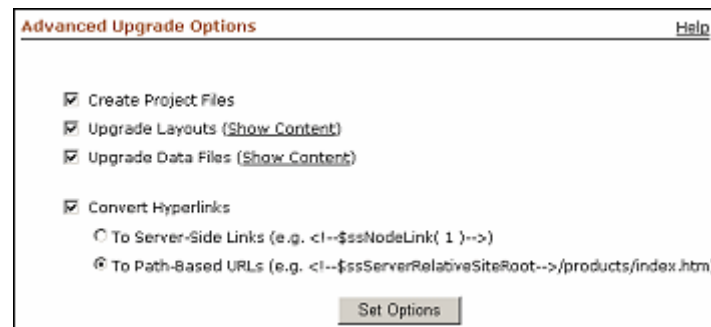 Advanced Upgrade Options Help
Create Project Files
Upgrade Layouts (Show Content)
Upgrade Data Files (Show Content)
Convert Hyperlinks
To Server-Side Links (e.g. <!--$ssNodeLink( 1 )-->)
To Path-Based URLs (e.g. <!--$ssServerRelativeSiteRoot-->/products/index.htm)
Set Options